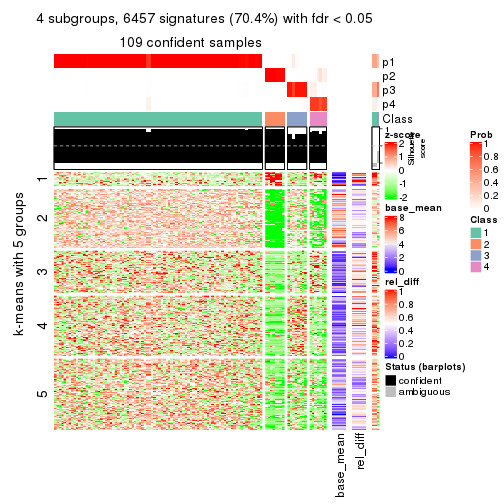 4 subgroups, 6457 signatures (70.4%) with fdr < 0.05
109 confident samples
p1
p2
p3
p4
Class
1
Silhouette
score
k-means with 5 groups
1
2
3
4
5
base_mean
rel_diff
z-score
2
1
0
-1
-2
base_mean
8
6
4
2
0
rel_diff
1
0.8
0.6
0.4
0.2
0
Status (barplots)
confident
ambiguous
Prob
1
0.8
0.6
0.4
0.2
0
Class
1
2
3
4